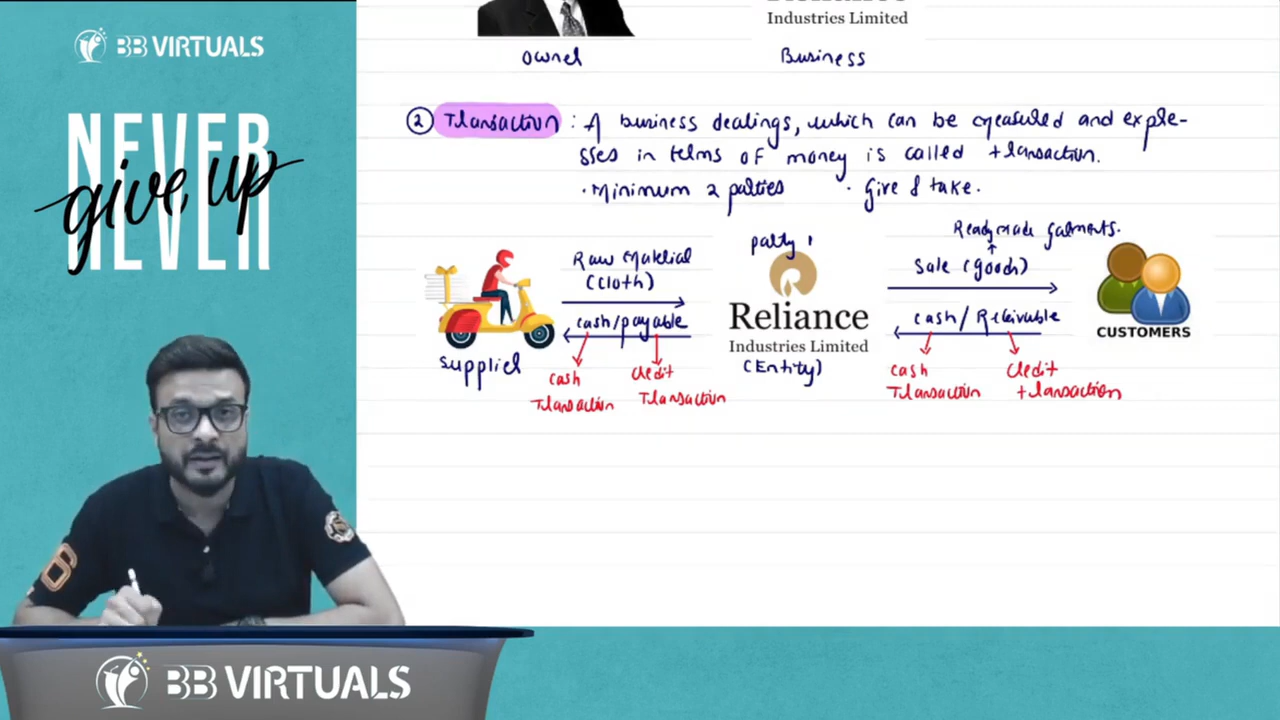 BB VIRTUALS
NEVER
give up
NEVER
Industries Limited
owner
Business
② Transaction : A business dealings, which can be measured and expre-
sses in terms of money is called transaction.
· Minimum 2 parties · Give & take.
Readymade garments.
Raw Material
(cloth)
party 1
Sale (goods)
cash/payable
Reliance
Industries Limited
(Entity)
cash / Receivable
CUSTOMERS
Supplier
cash
Transaction
credit
Transaction
cash
Transaction
credit
transaction
BB VIRTUALS